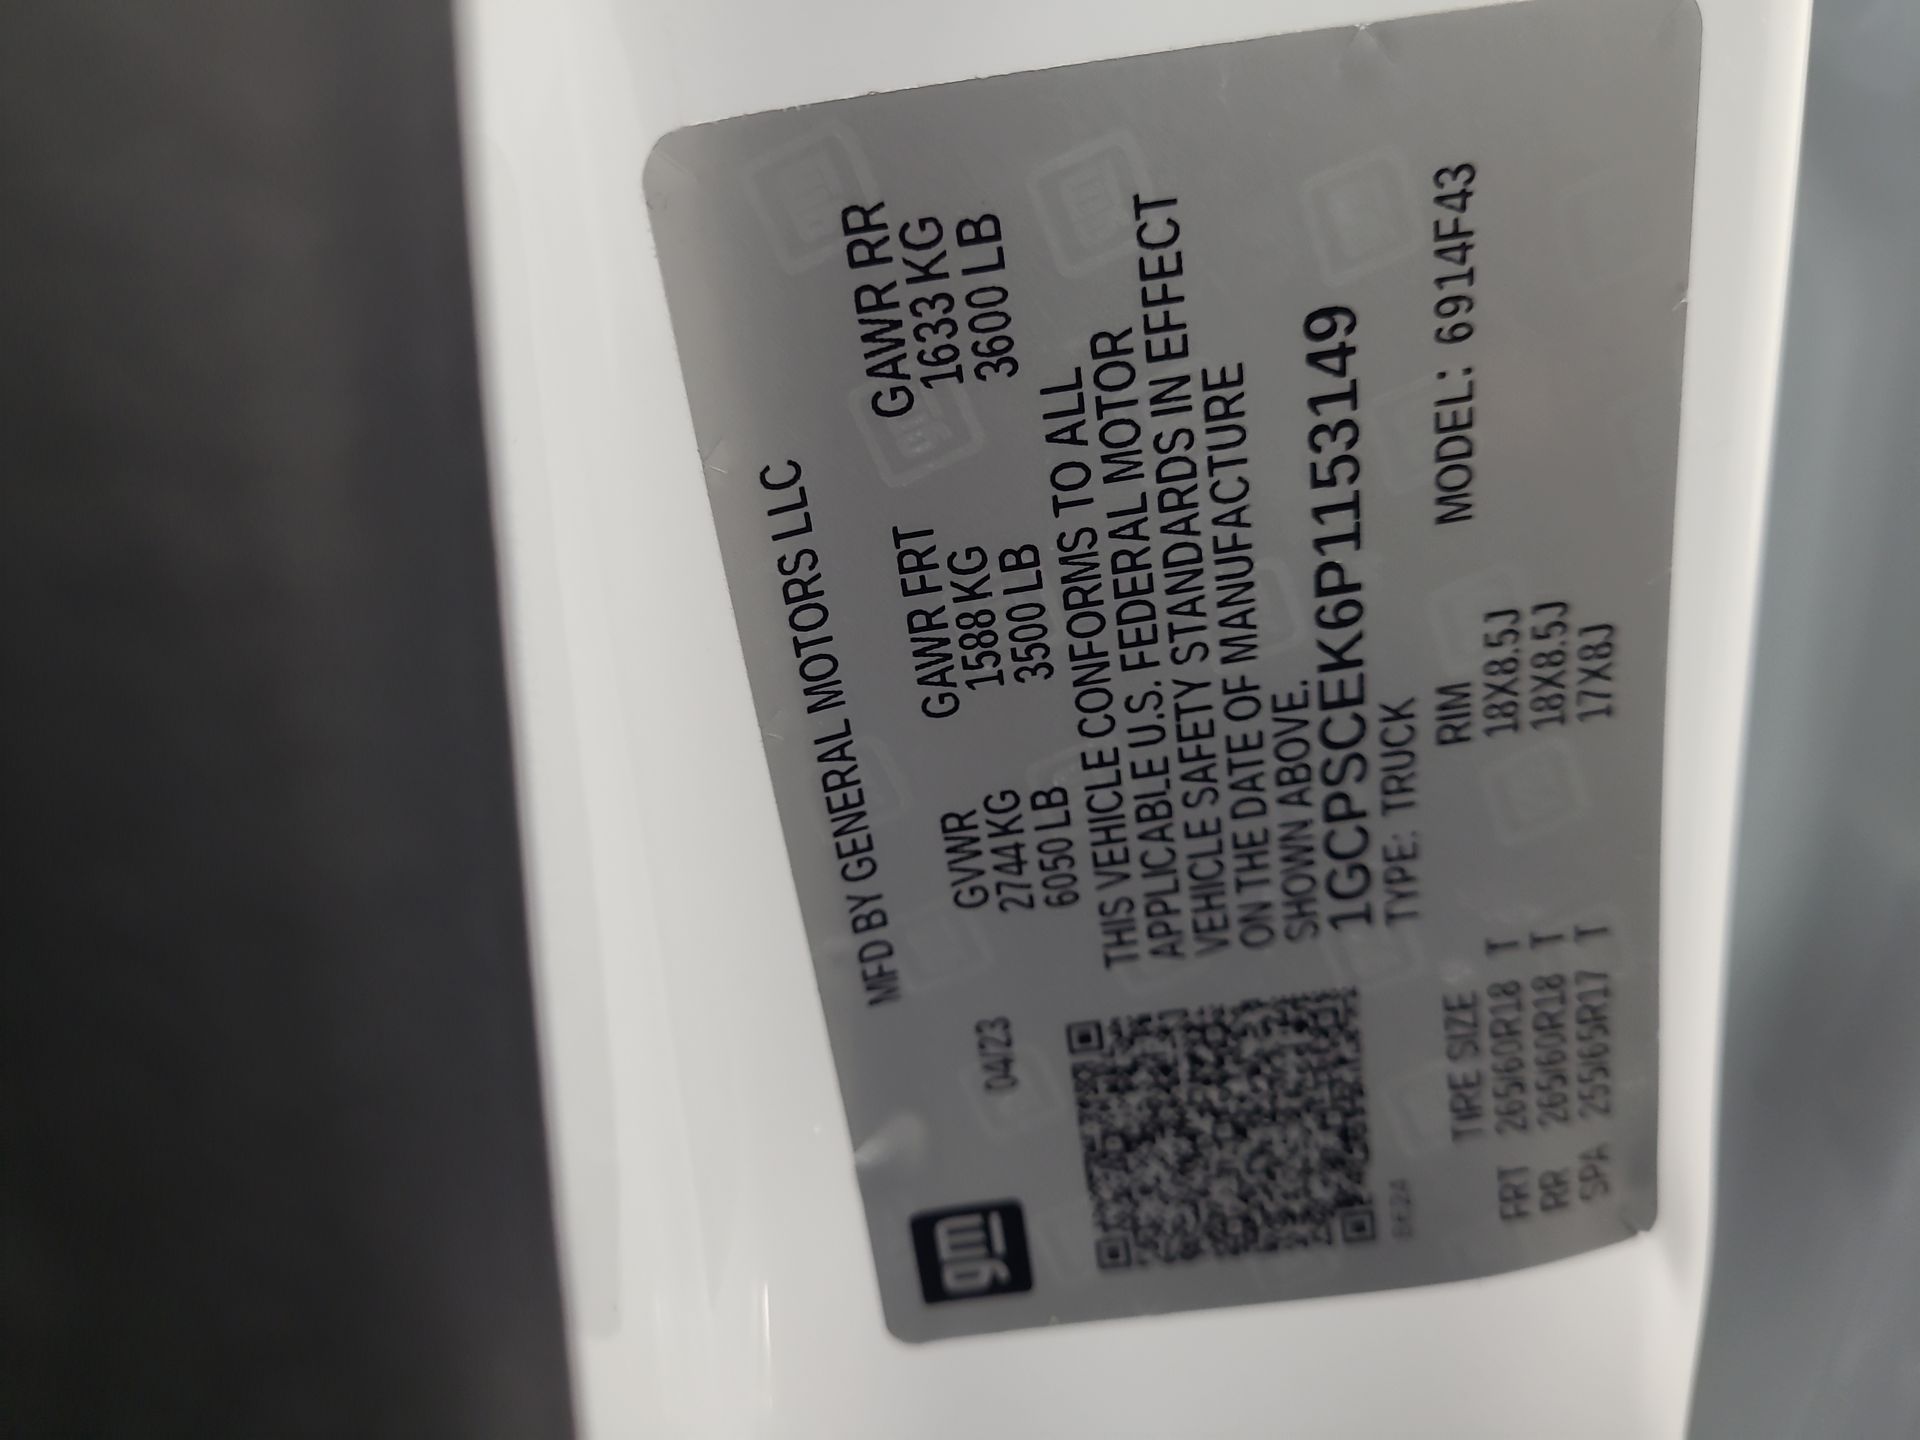 gm
MFD BY GENERAL MOTORS LLC
04/23
GVWR GAWR FRT GAWR RR
2744 KG 1588 KG 1633 KG
6050 LB 3500 LB 3600 LB
THIS VEHICLE CONFORMS TO ALL
APPLICABLE U.S. FEDERAL MOTOR
VEHICLE SAFETY STANDARDS IN EFFECT
ON THE DATE OF MANUFACTURE
SHOWN ABOVE.
1GCPSCEK6P1153149
TYPE: TRUCK
MODEL: 6914F43
TIRE SIZE RIM
FRT 265/60R18 T 18X8.5J
RR 265/60R18 T 18X8.5J
SPA 255/65R17 T 17X8J